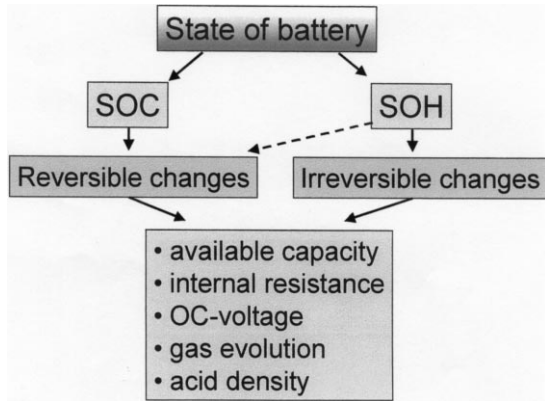 State of battery
SOC
SOH
Reversible changes
Irreversible changes
• available capacity
• internal resistance
• OC-voltage
• gas evolution
• acid density